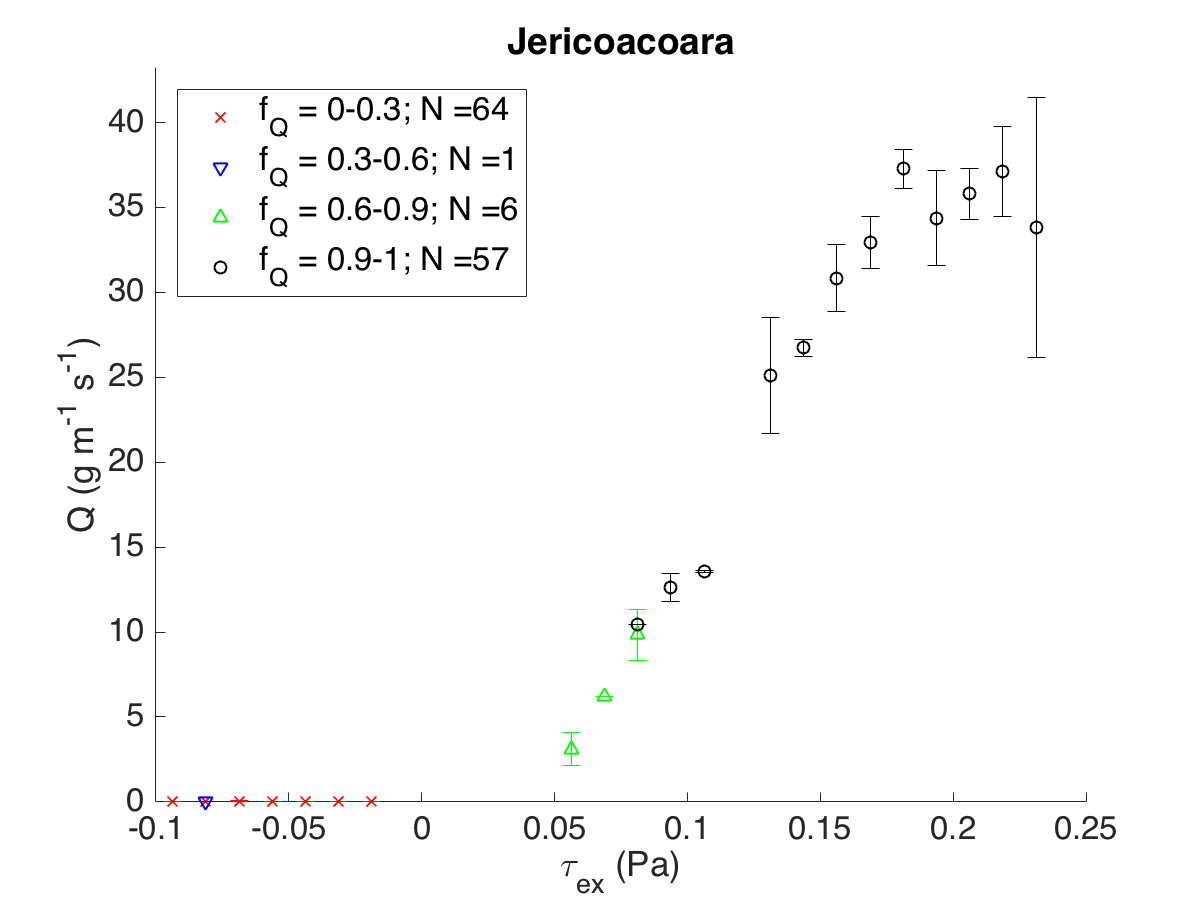 Jericoacoara
f_Q = 0-0.3; N =64
f_Q = 0.3-0.6; N =1
f_Q = 0.6-0.9; N =6
f_Q = 0.9-1; N =57
40
35
30
25
20
15
10
5
0
Q (g m^-1 s^-1)
-0.1 -0.05 0 0.05 0.1 0.15 0.2 0.25
τ_ex (Pa)